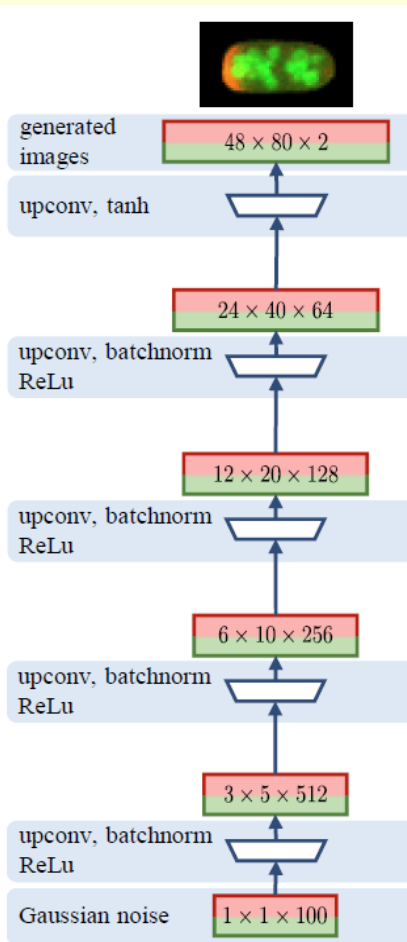 generated
images
48 × 80 × 2
upconv, tanh
24 × 40 × 64
upconv, batchnorm
ReLu
12 × 20 × 128
upconv, batchnorm
ReLu
6 × 10 × 256
upconv, batchnorm
ReLu
3 × 5 × 512
upconv, batchnorm
ReLu
Gaussian noise
1 × 1 × 100